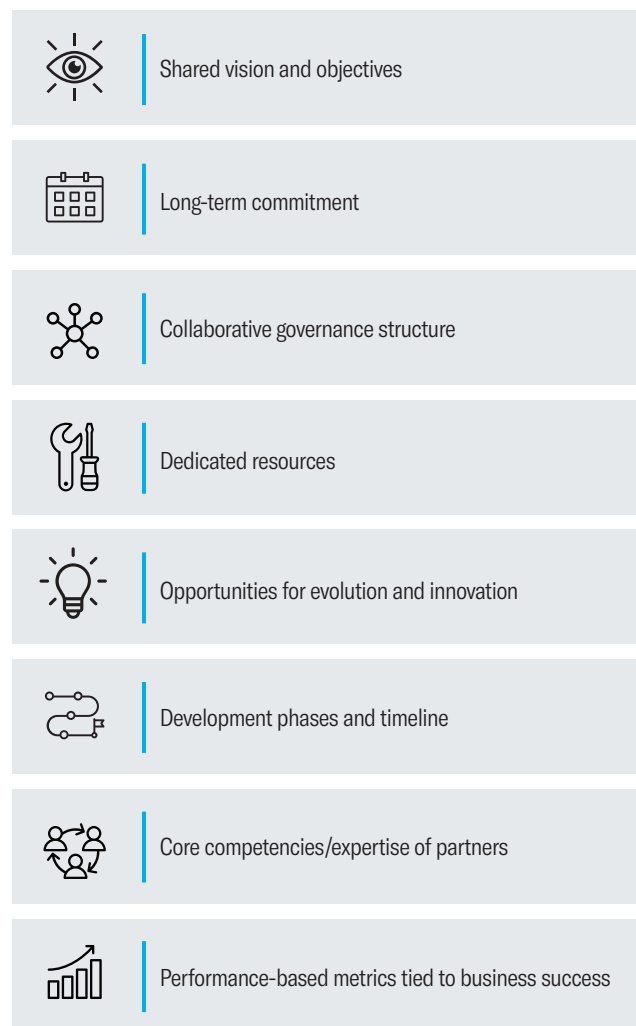 Shared vision and objectives
Long-term commitment
Collaborative governance structure
Dedicated resources
Opportunities for evolution and innovation
Development phases and timeline
Core competencies/expertise of partners
Performance-based metrics tied to business success